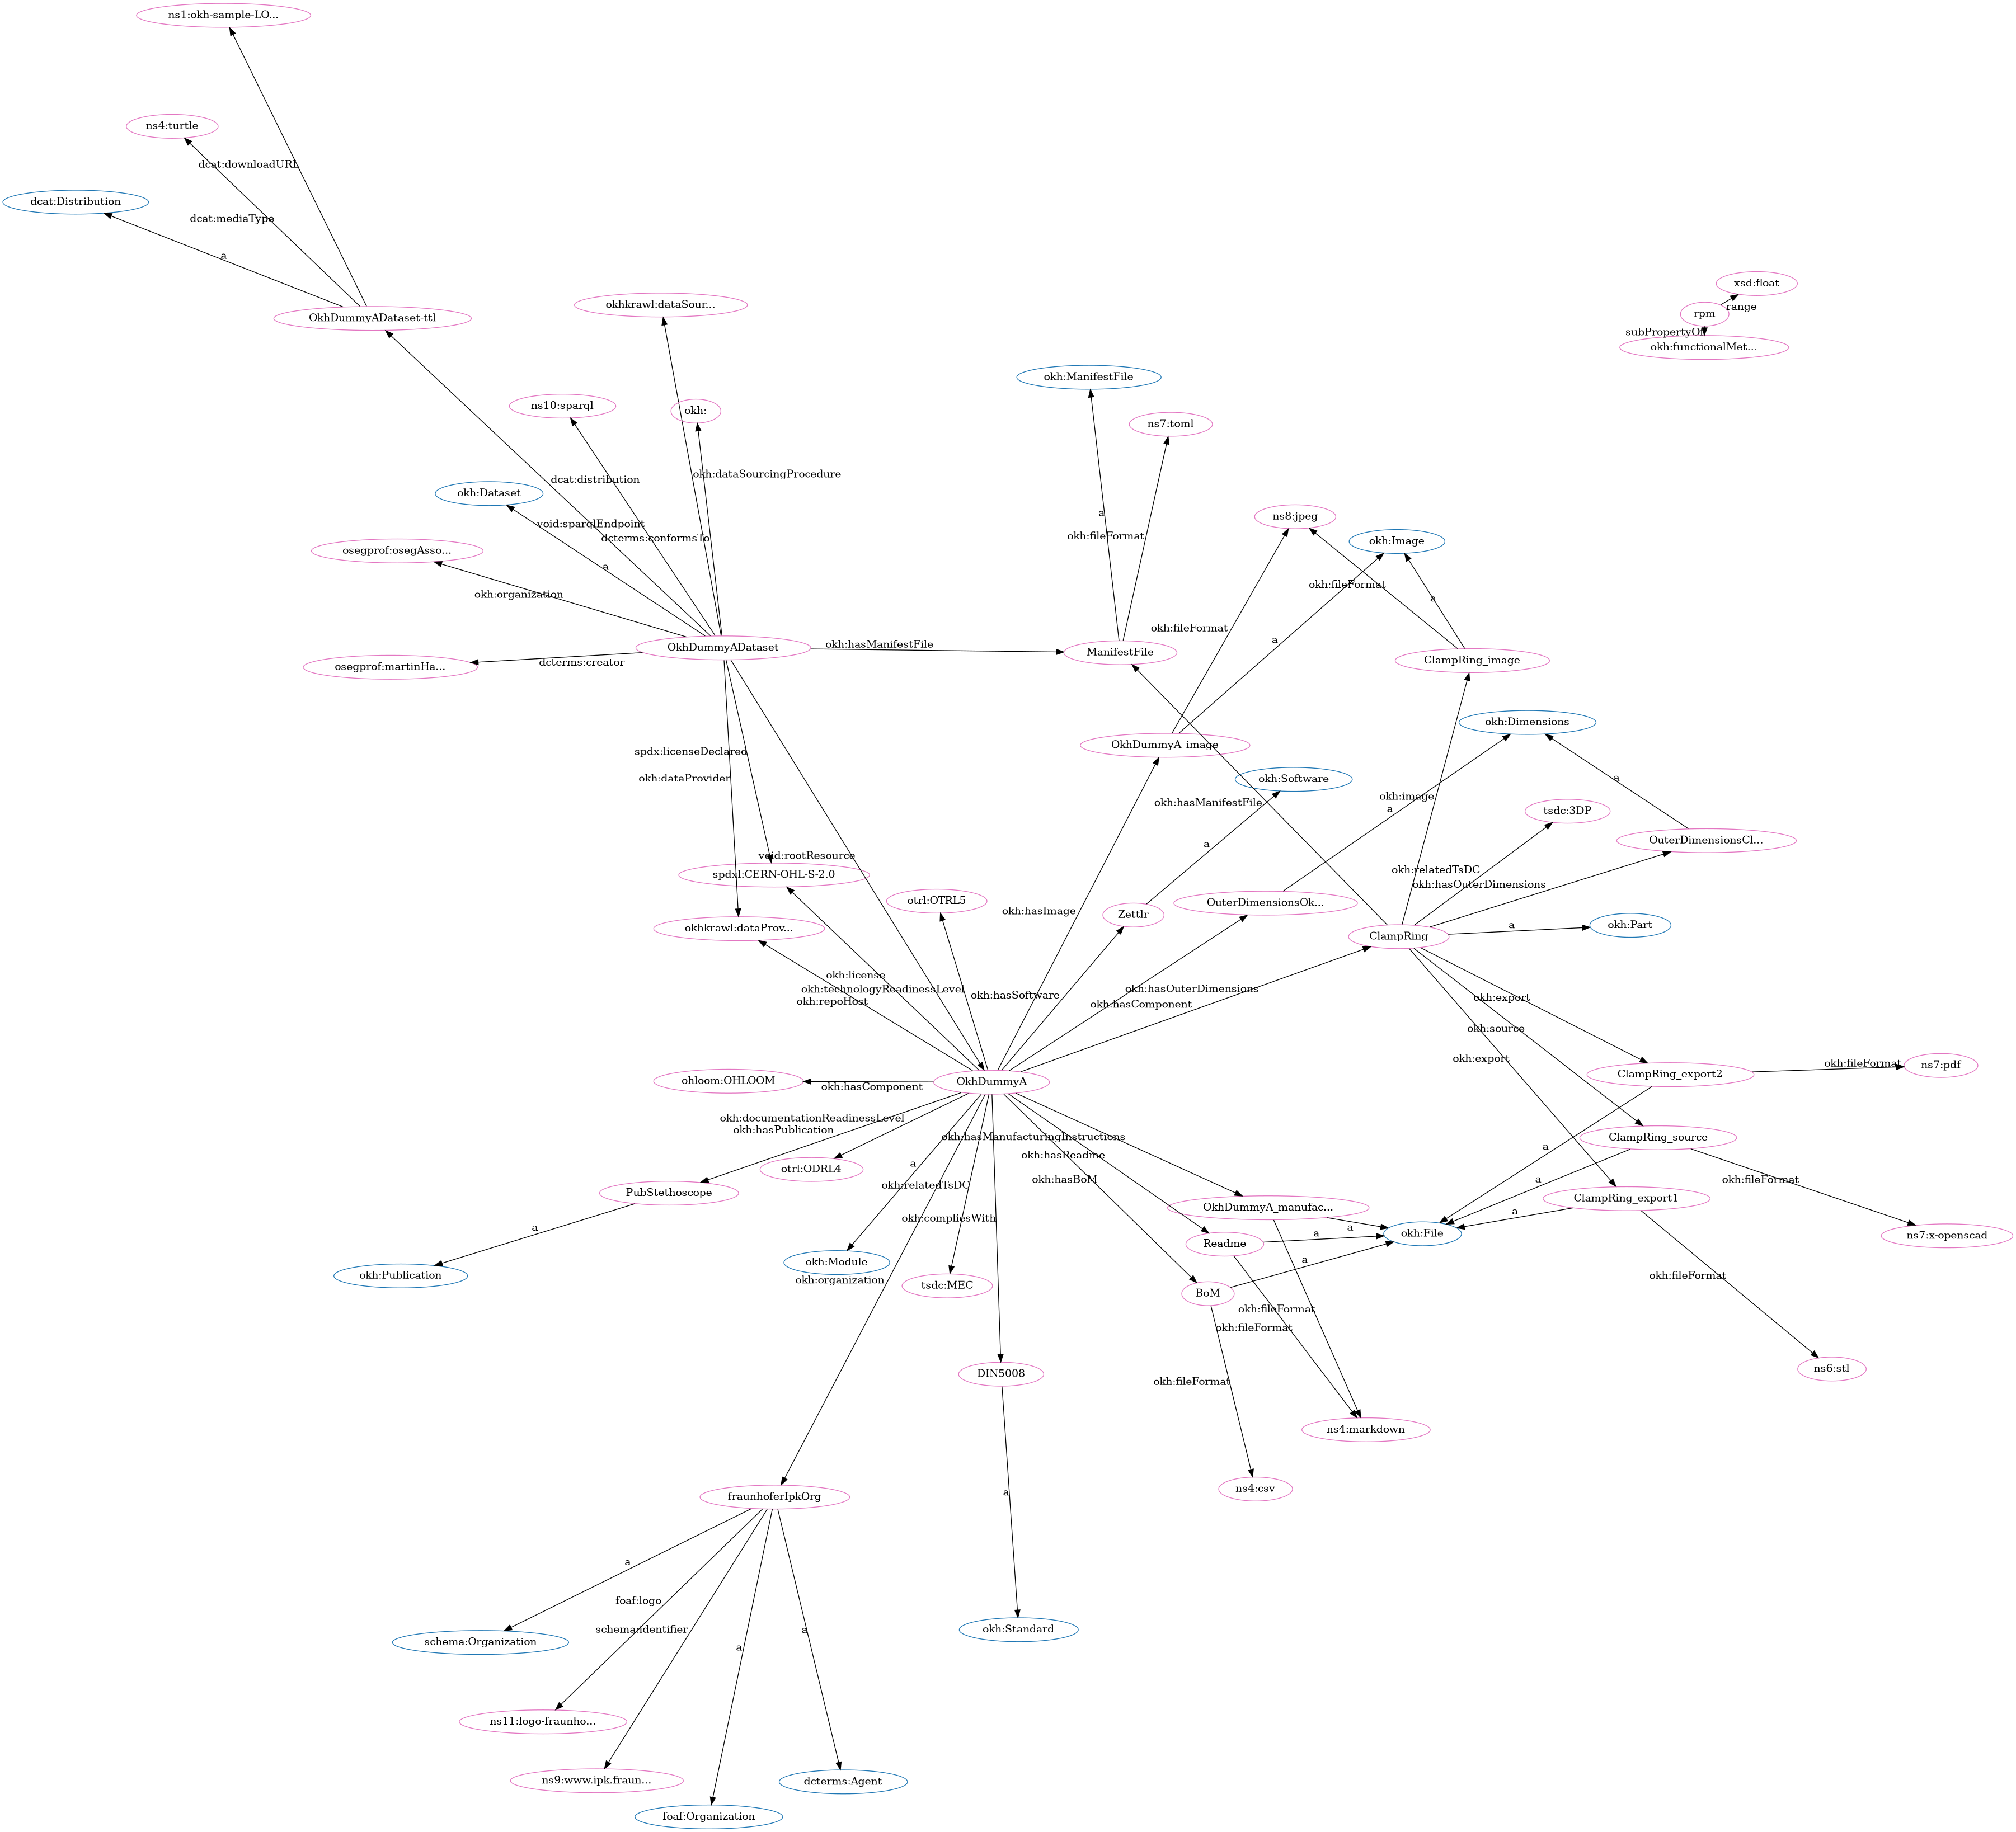 ns1:okh-sample-LO...
ns4:turtle
dcat:downloadURL
dcat:Distribution
dcat:mediaType
a
xsd:float
okhkrawl:dataSour...
rpm
range
OkhDummyADataset-ttl
subPropertyOf
okh:functionalMet...
okh:ManifestFile
ns10:sparql
okh:
ns7:toml
okh:dataSourcingProcedure
dcat:distribution
okh:Dataset
a
ns8:jpeg
void:sparqlEndpoint
dcterms:conformsTo
okh:fileFormat
okh:Image
osegprof:osegAsso...
a
okh:fileFormat
okh:organization
a
okh:fileFormat
a
OkhDummyADataset
okh:hasManifestFile
ManifestFile
ClampRing_image
osegprof:martinHa...
dcterms:creator
okh:Dimensions
OkhDummyA_image
spdx:licenseDeclared
okh:dataProvider
okh:Software
a
okh:image
okh:hasManifestFile
a
tsdc:3DP
a
OuterDimensionsCl...
void:rootResource
spdxl:CERN-OHL-S-2.0
okh:relatedTsDC
okh:hasOuterDimensions
otrl:OTRL5
okh:hasImage
Zettlr
OuterDimensionsOk...
okhkrawl:dataProv...
ClampRing
a
okh:Part
okh:license
okh:technologyReadinessLevel
okh:repoHost
okh:hasSoftware
okh:hasOuterDimensions
okh:hasComponent
okh:export
okh:source
okh:export
ohloom:OHLOOM
okh:hasComponent
OkhDummyA
ClampRing_export2
okh:fileFormat
ns7:pdf
okh:documentationReadinessLevel
okh:hasPublication
okh:hasManufacturingInstructions
okh:hasReadme
a
ClampRing_source
otrl:ODRL4
a
okh:relatedTsDC
okh:hasBoM
a
okh:fileFormat
PubStethoscope
ClampRing_export1
OkhDummyA_manufac...
a
okh:compliesWith
a
a
Readme
a
okh:File
ns7:x-openscad
okh:Module
a
okh:Publication
okh:organization
tsdc:MEC
BoM
okh:fileFormat
okh:fileFormat
okh:fileFormat
DIN5008
okh:fileFormat
ns6:stl
ns4:markdown
ns4:csv
a
fraunhoferIpkOrg
a
foaf:logo
schema:identifier
a
a
okh:Standard
schema:Organization
ns11:logo-fraunho...
ns9:www.ipk.fraun...
dcterms:Agent
foaf:Organization